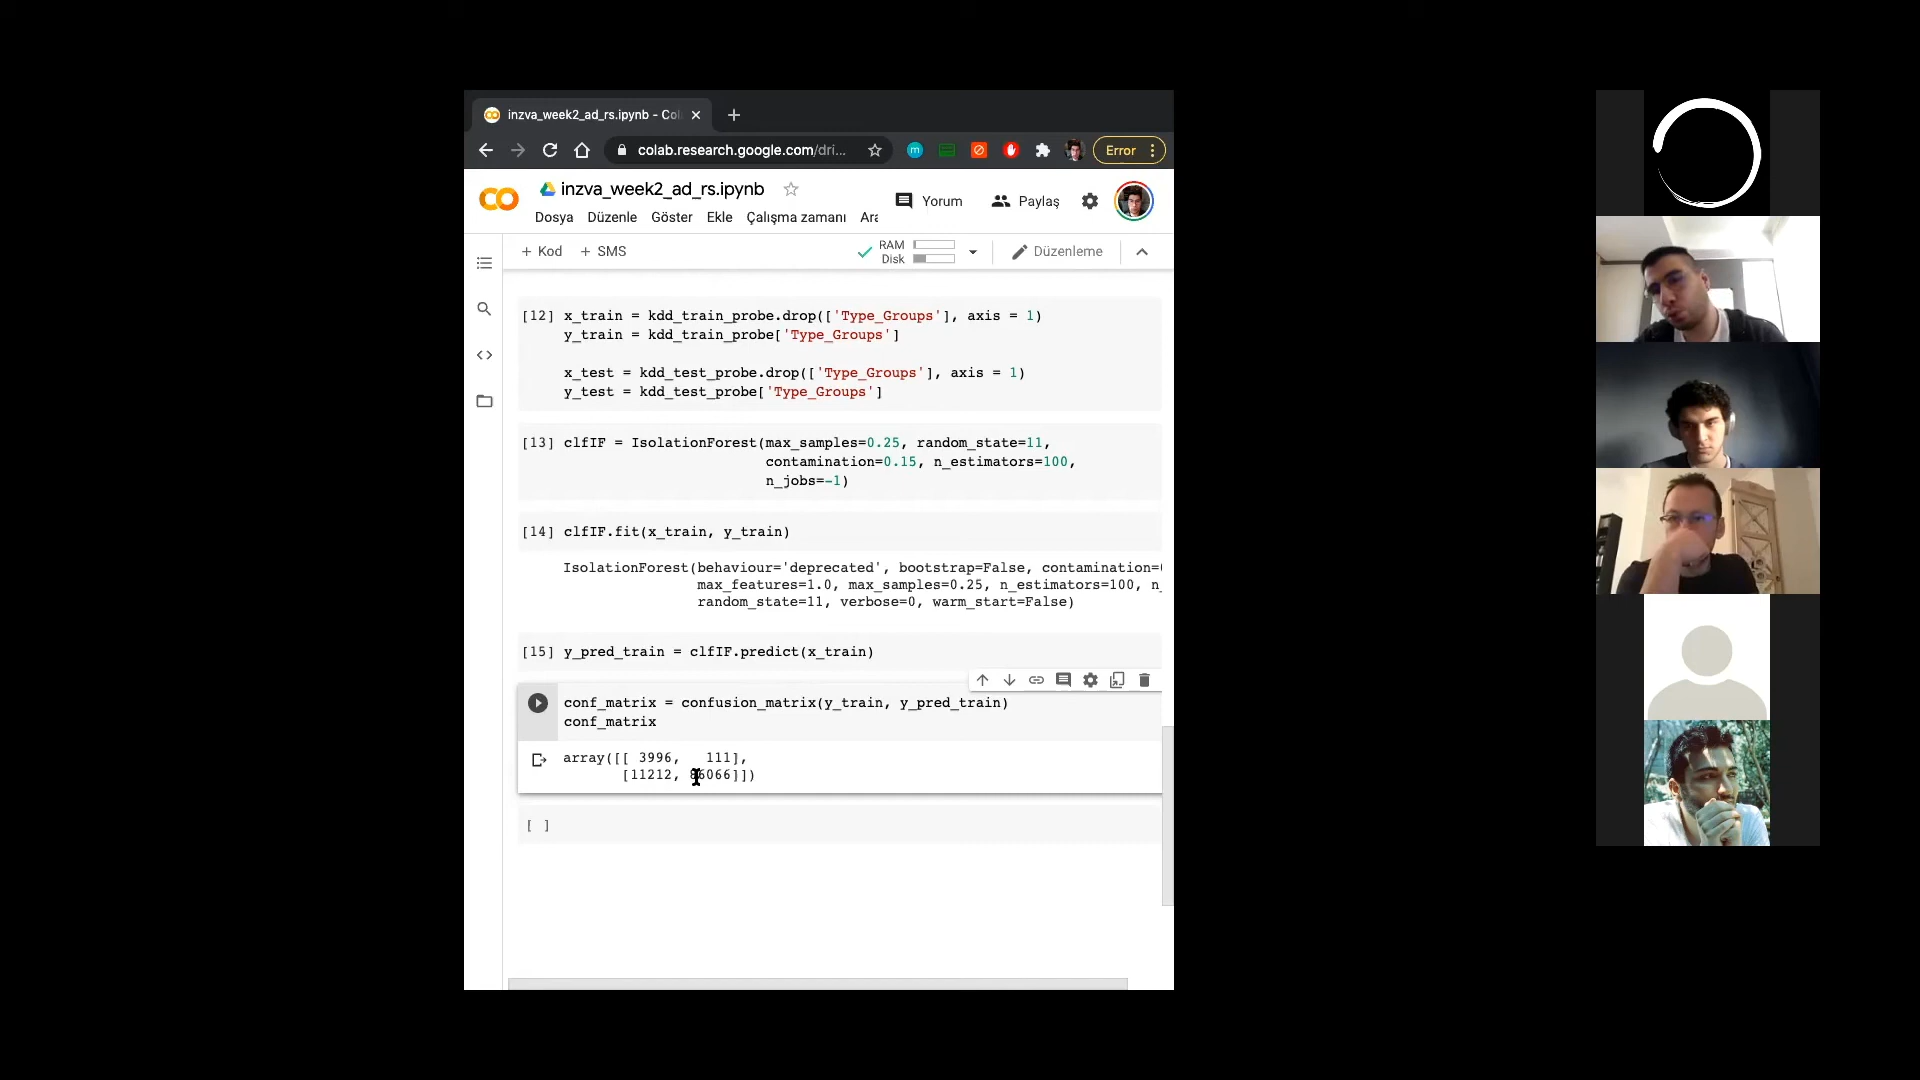 inzva_week2_ad_rs.ipynb - Col
colab.research.google.com/dri...
Error
inzva_week2_ad_rs.ipynb
Yorum
Paylaş
Dosya Düzenle Göster Ekle Çalışma zamanı Ara
+ Kod + SMS
RAM
Disk
Düzenleme
[12] x_train = kdd_train_probe.drop(['Type_Groups'], axis = 1)
y_train = kdd_train_probe['Type_Groups']
x_test = kdd_test_probe.drop(['Type_Groups'], axis = 1)
y_test = kdd_test_probe['Type_Groups']
[13] clfIF = IsolationForest(max_samples=0.25, random_state=11,
contamination=0.15, n_estimators=100,
n_jobs=-1)
[14] clfIF.fit(x_train, y_train)
IsolationForest(behaviour='deprecated', bootstrap=False, contamination=
max_features=1.0, max_samples=0.25, n_estimators=100, n_
random_state=11, verbose=0, warm_start=False)
[15] y_pred_train = clfIF.predict(x_train)
conf_matrix = confusion_matrix(y_train, y_pred_train)
conf_matrix
array([[ 3996, 111],
[11212, 86066]])
[ ]